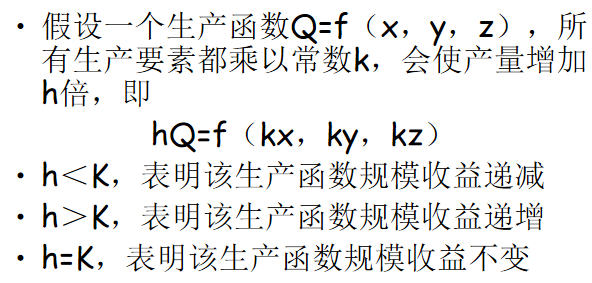 • 假设一个生产函数Q=f（x，y，z），所
有生产要素都乘以常数k，会使产量增加
h倍，即
hQ=f（kx，ky，kz）
• h＜K，表明该生产函数规模收益递减
• h＞K，表明该生产函数规模收益递增
• h=K，表明该生产函数规模收益不变